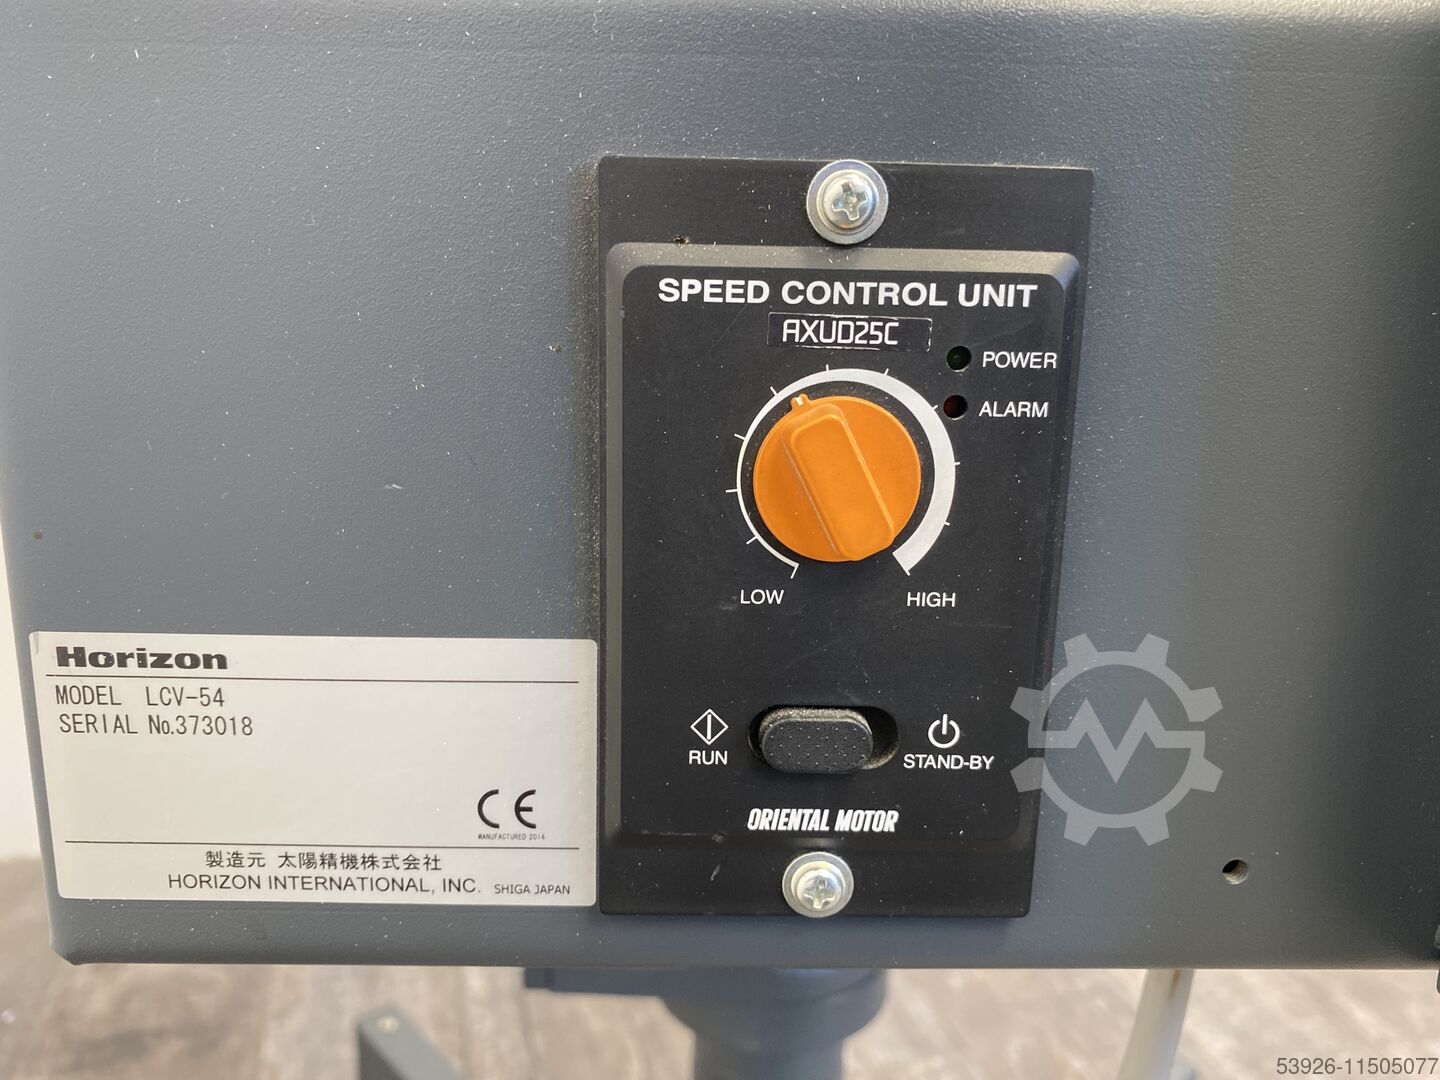 SPEED CONTROL UNIT
AXUD25C
POWER
ALARM
LOW
HIGH
RUN
STAND-BY
ORIENTAL MOTOR
Horizon
MODEL LCV-54
SERIAL No.373018
CE
MANUFACTURED 2014
製造元 太陽精機株式会社
HORIZON INTERNATIONAL, INC. SHIGA JAPAN
53926-11505077